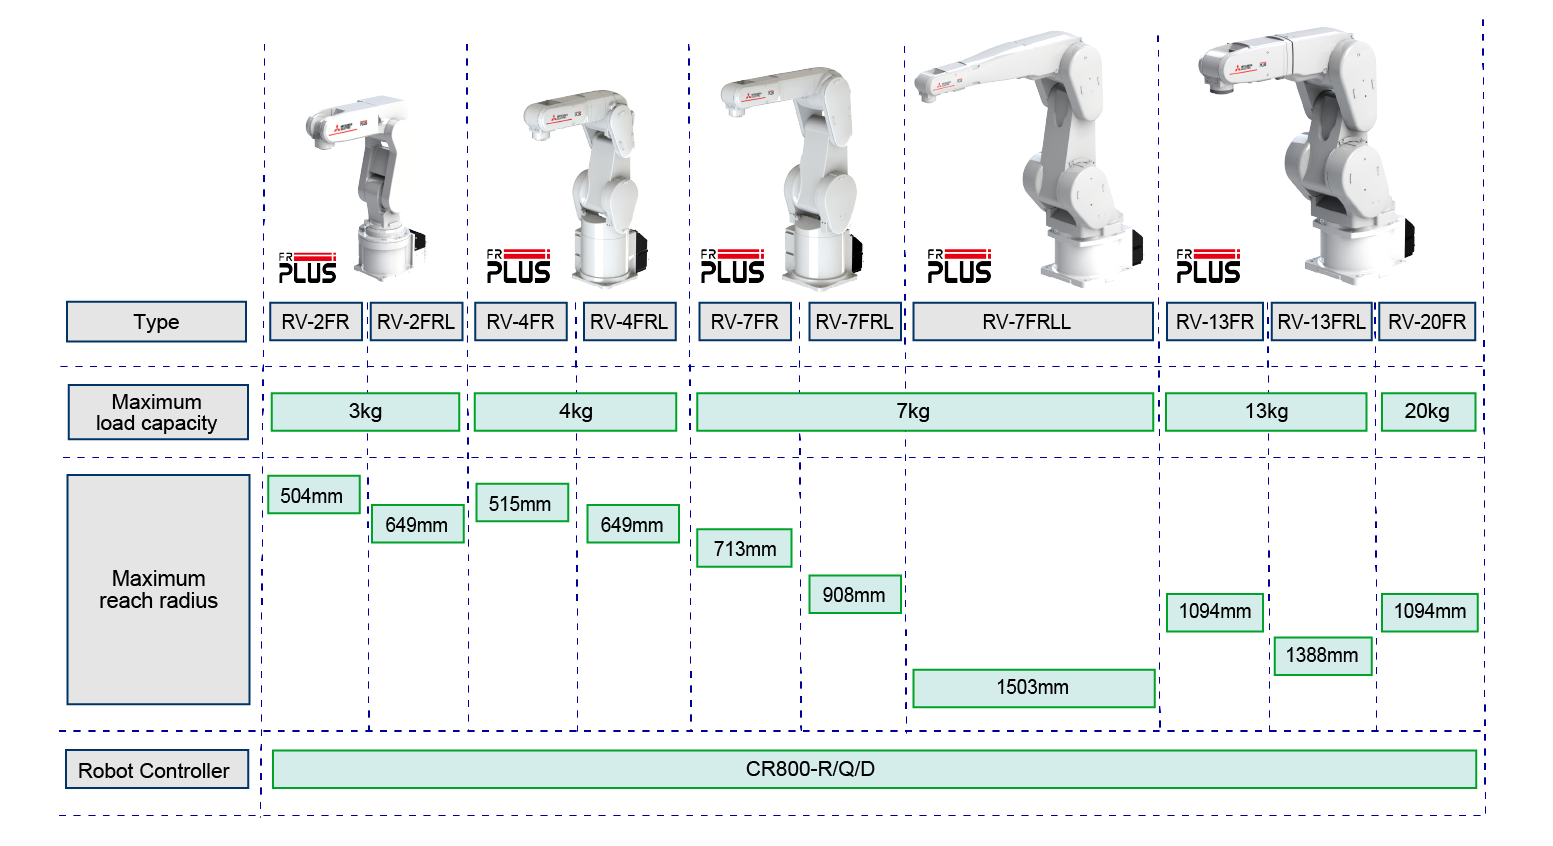 FR
PLUS
FR
PLUS
FR
PLUS
FR
PLUS
FR
PLUS
Type
RV-2FR
RV-2FRL
RV-4FR
RV-4FRL
RV-7FR
RV-7FRL
RV-7FRLL
RV-13FR
RV-13FRL
RV-20FR
Maximum
load capacity
3kg
4kg
7kg
13kg
20kg
Maximum
reach radius
504mm
649mm
515mm
649mm
713mm
908mm
1503mm
1094mm
1388mm
1094mm
Robot Controller
CR800-R/Q/D